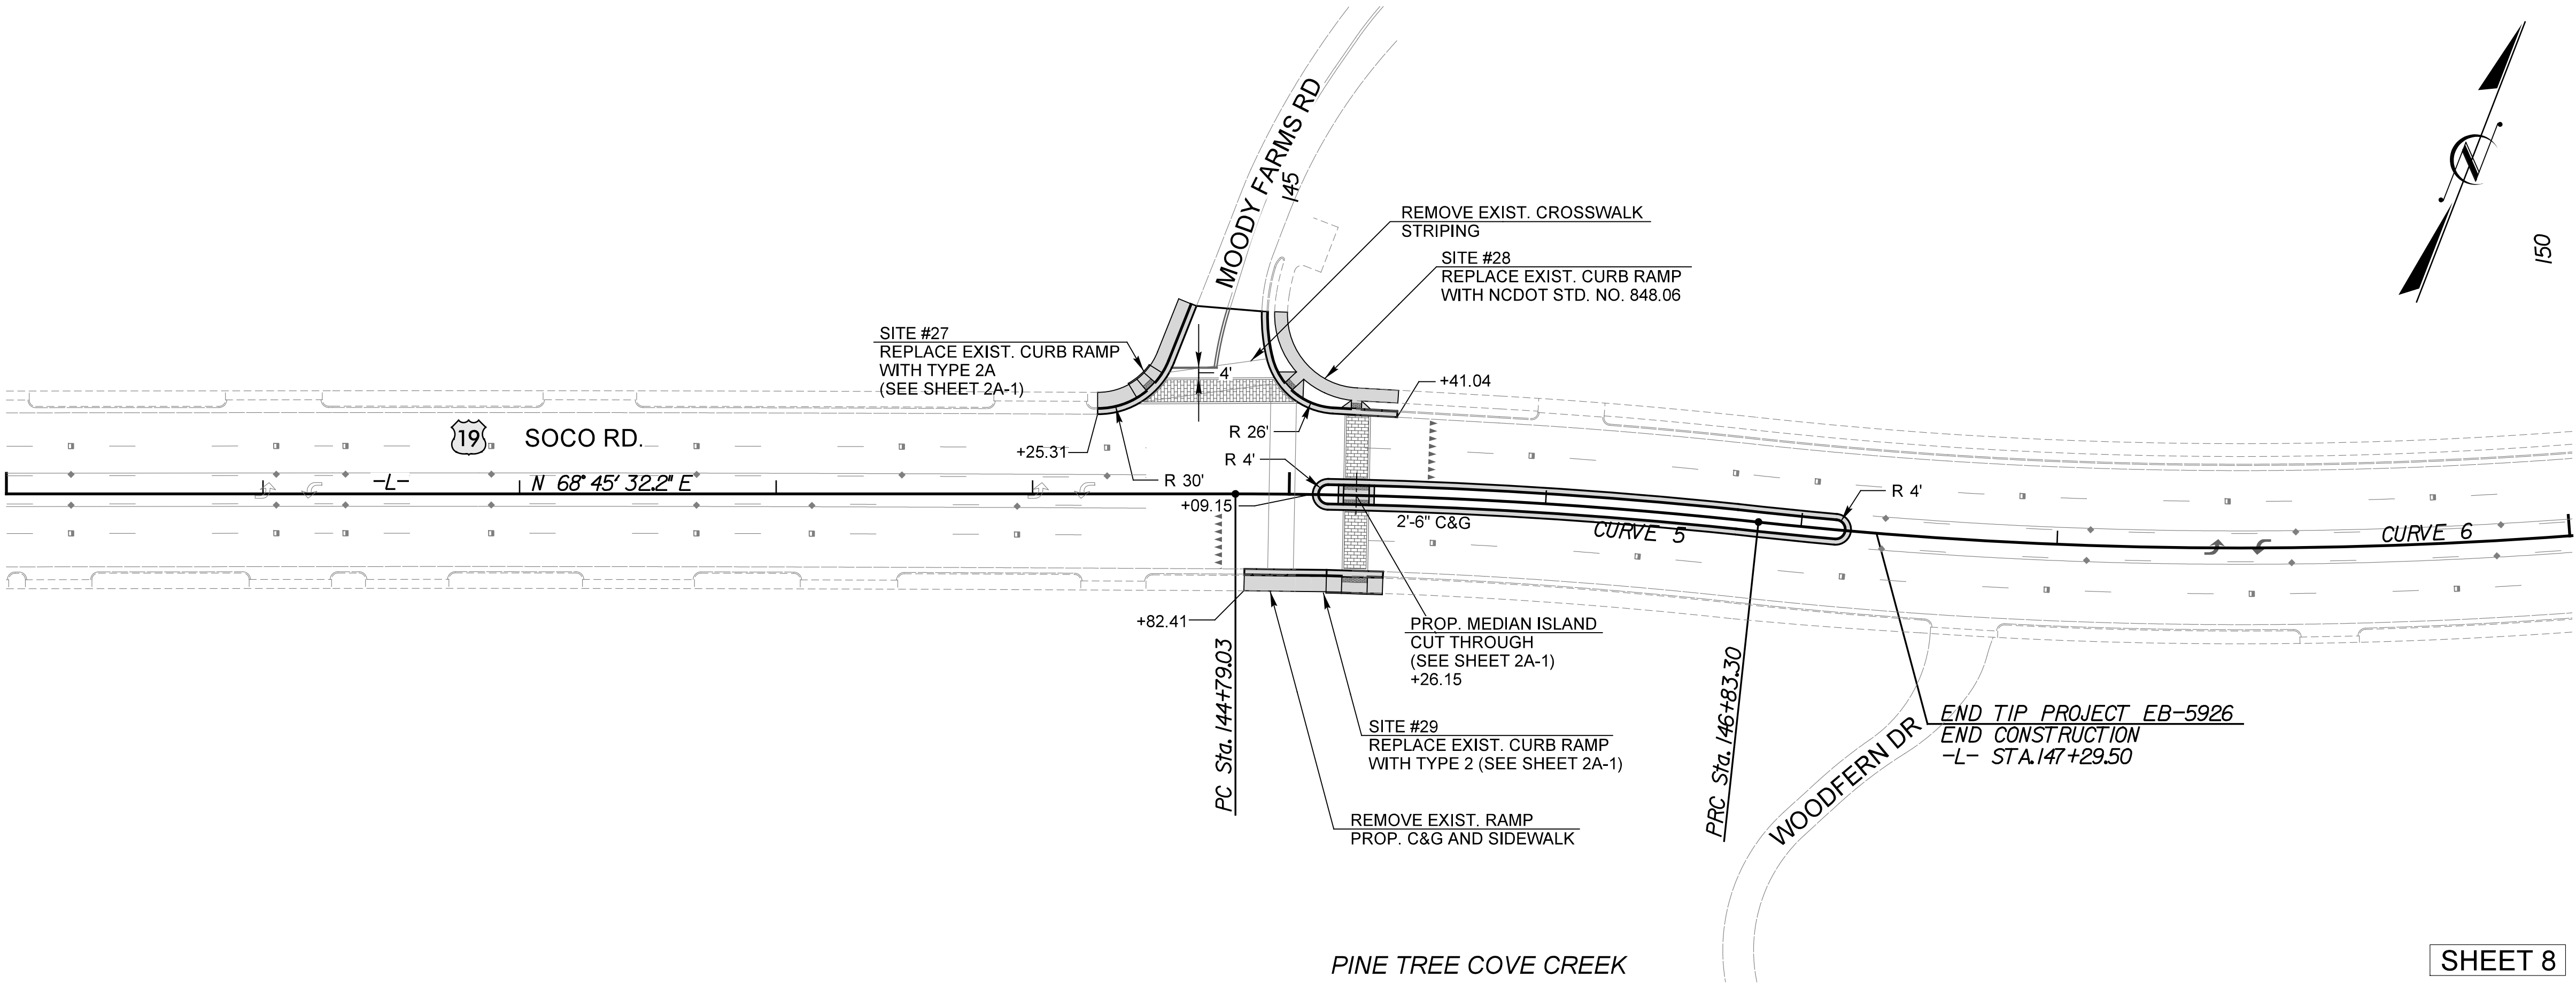 MOODY FARMS RD
145
REMOVE EXIST. CROSSWALK
STRIPING
SITE #28
REPLACE EXIST. CURB RAMP
WITH NCDOT STD. NO. 848.06
N
150
SITE #27
REPLACE EXIST. CURB RAMP
WITH TYPE 2A
(SEE SHEET 2A-1)
4'
+41.04
19
SOCO RD.
+25.31
R 26'
R 4'
R 30'
-L-
N 68° 45' 32.2" E
+09.15
R 4'
2'-6" C&G
CURVE 5
CURVE 6
+82.41
PC Sta. 144+79.03
PROP. MEDIAN ISLAND
CUT THROUGH
(SEE SHEET 2A-1)
+26.15
PRC Sta. 146+83.30
SITE #29
REPLACE EXIST. CURB RAMP
WITH TYPE 2 (SEE SHEET 2A-1)
END TIP PROJECT EB-5926
END CONSTRUCTION
-L- STA.147+29.50
WOODFERN DR
REMOVE EXIST. RAMP
PROP. C&G AND SIDEWALK
PINE TREE COVE CREEK
SHEET 8